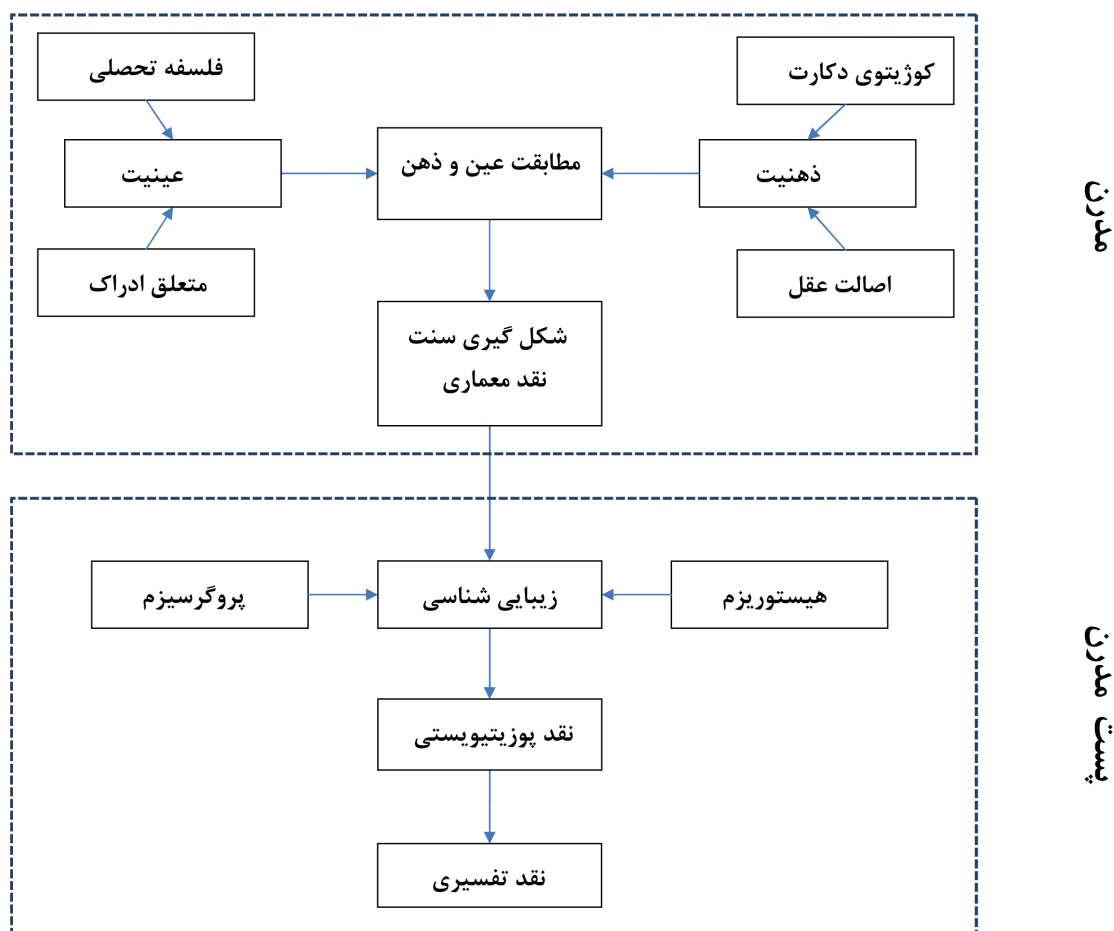 کوژیتوی دکارت
فلسفه تحصلی
ذهنیت
مطابقت عین و ذهن
عینیت
اصالت عقل
متعلق ادراک
شکل گیری سنت
نقد معماری
مدرن
هیستوریزم
زیبایی شناسی
پروگرسیزم
نقد پوزیتیویستی
نقد تفسیری
پست مدرن